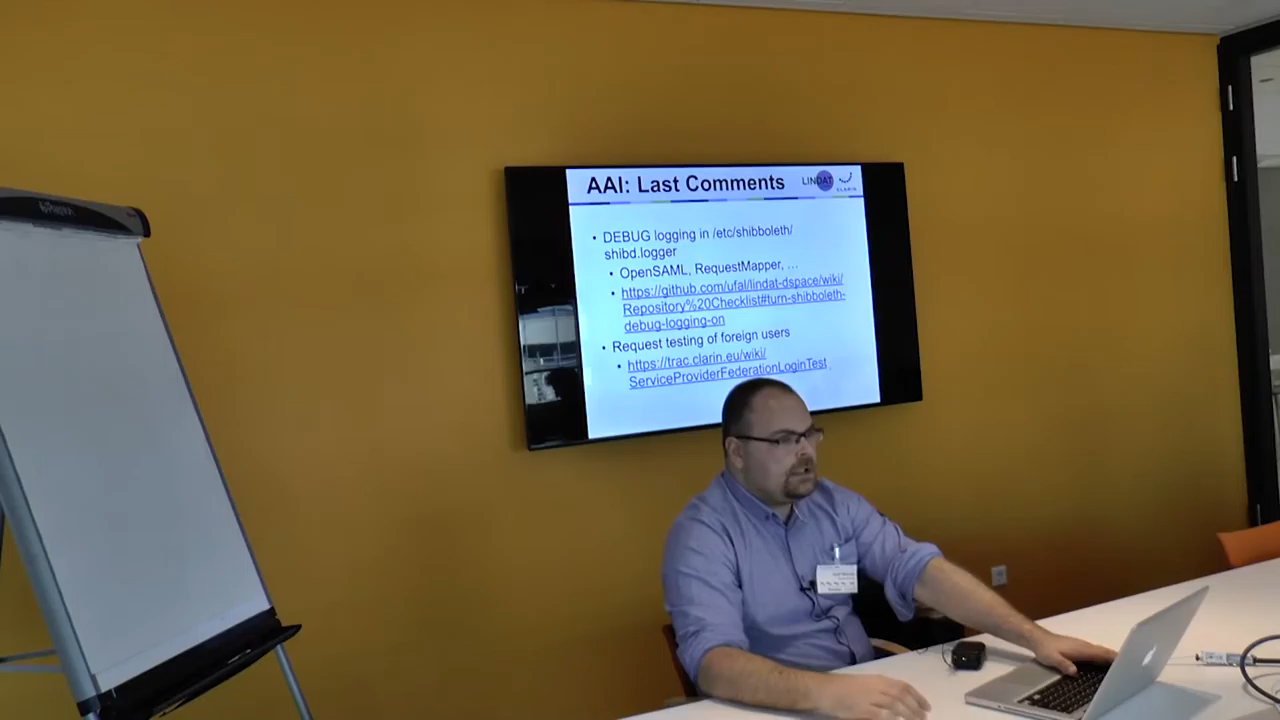 AAI: Last Comments
LINDAT
CLARIN
• DEBUG logging in /etc/shibboleth/
shibd.logger
• OpenSAML, RequestMapper, …
• https://github.com/ufal/lindat-dspace/wiki/
Repository%20Checklist#turn-shibboleth-
debug-logging-on
• Request testing of foreign users
• https://trac.clarin.eu/wiki/
ServiceProviderFederationLoginTest